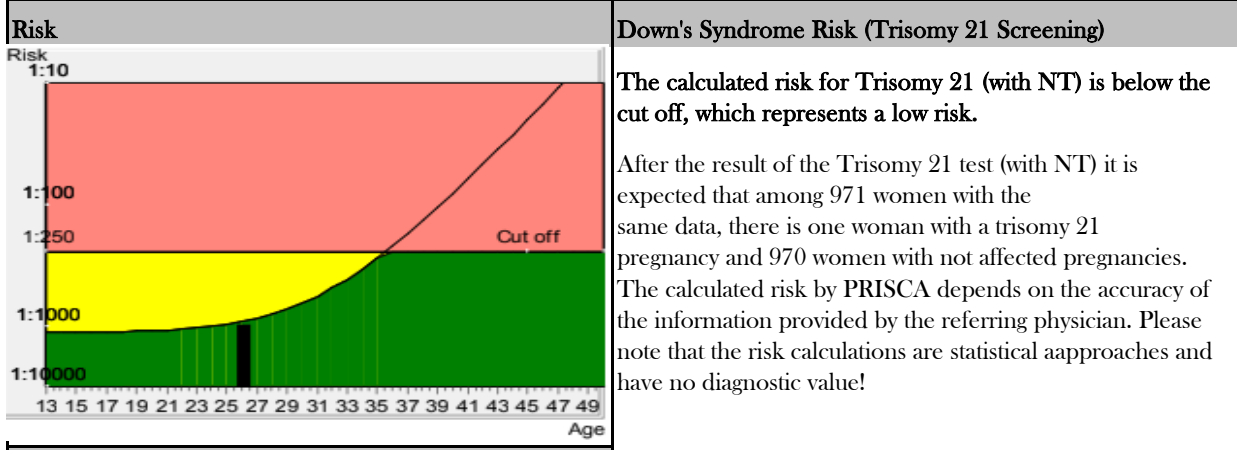 Risk
Down's Syndrome Risk (Trisomy 21 Screening)
Risk
1:10
1:100
1:250
Cut off
1:1000
1:10000
13 15 17 19 21 23 25 27 29 31 33 35 37 39 41 43 45 47 49
Age
The calculated risk for Trisomy 21 (with NT) is below the
cut off, which represents a low risk.
After the result of the Trisomy 21 test (with NT) it is
expected that among 971 women with the
same data, there is one woman with a trisomy 21
pregnancy and 970 women with not affected pregnancies.
The calculated risk by PRISCA depends on the accuracy of
the information provided by the referring physician. Please
note that the risk calculations are statistical aapproaches and
have no diagnostic value!